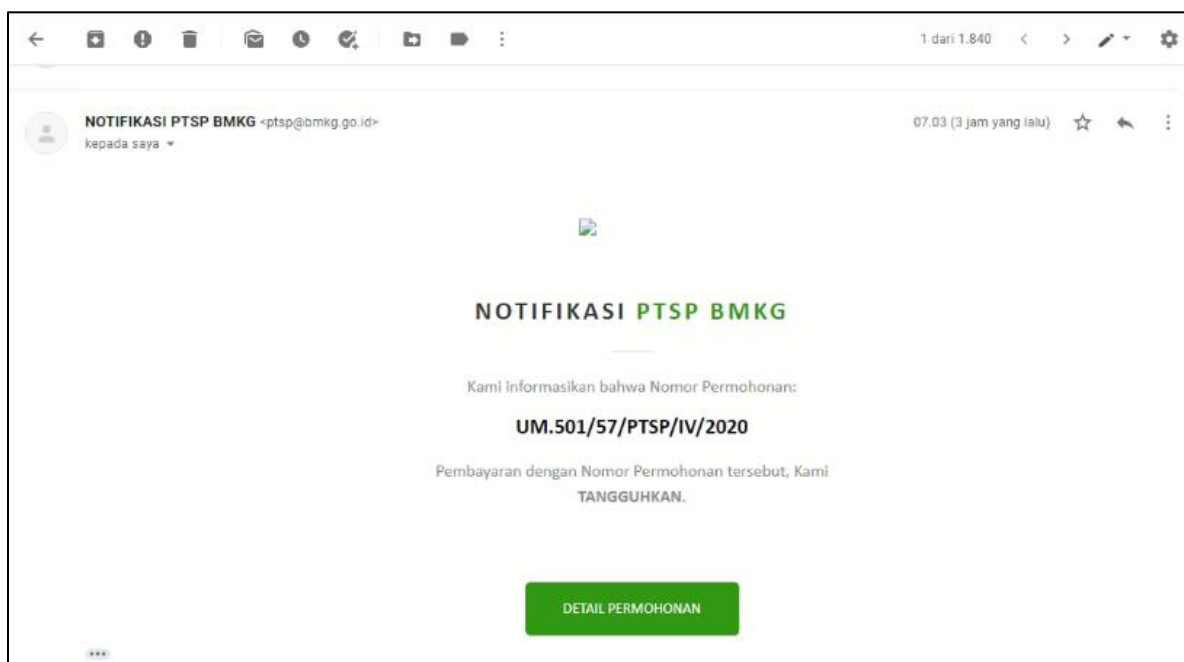 1 dari 1.840
NOTIFIKASI PTSP BMKG <ptsp@bmkg.go.id>
07.03 (3 jam yang lalu)
kepada saya
NOTIFIKASI PTSP BMKG
Kami informasikan bahwa Nomor Permohonan:
UM.501/57/PTSP/IV/2020
Pembayaran dengan Nomor Permohonan tersebut, Kami
TANGGUHKAN.
DETAIL PERMOHONAN